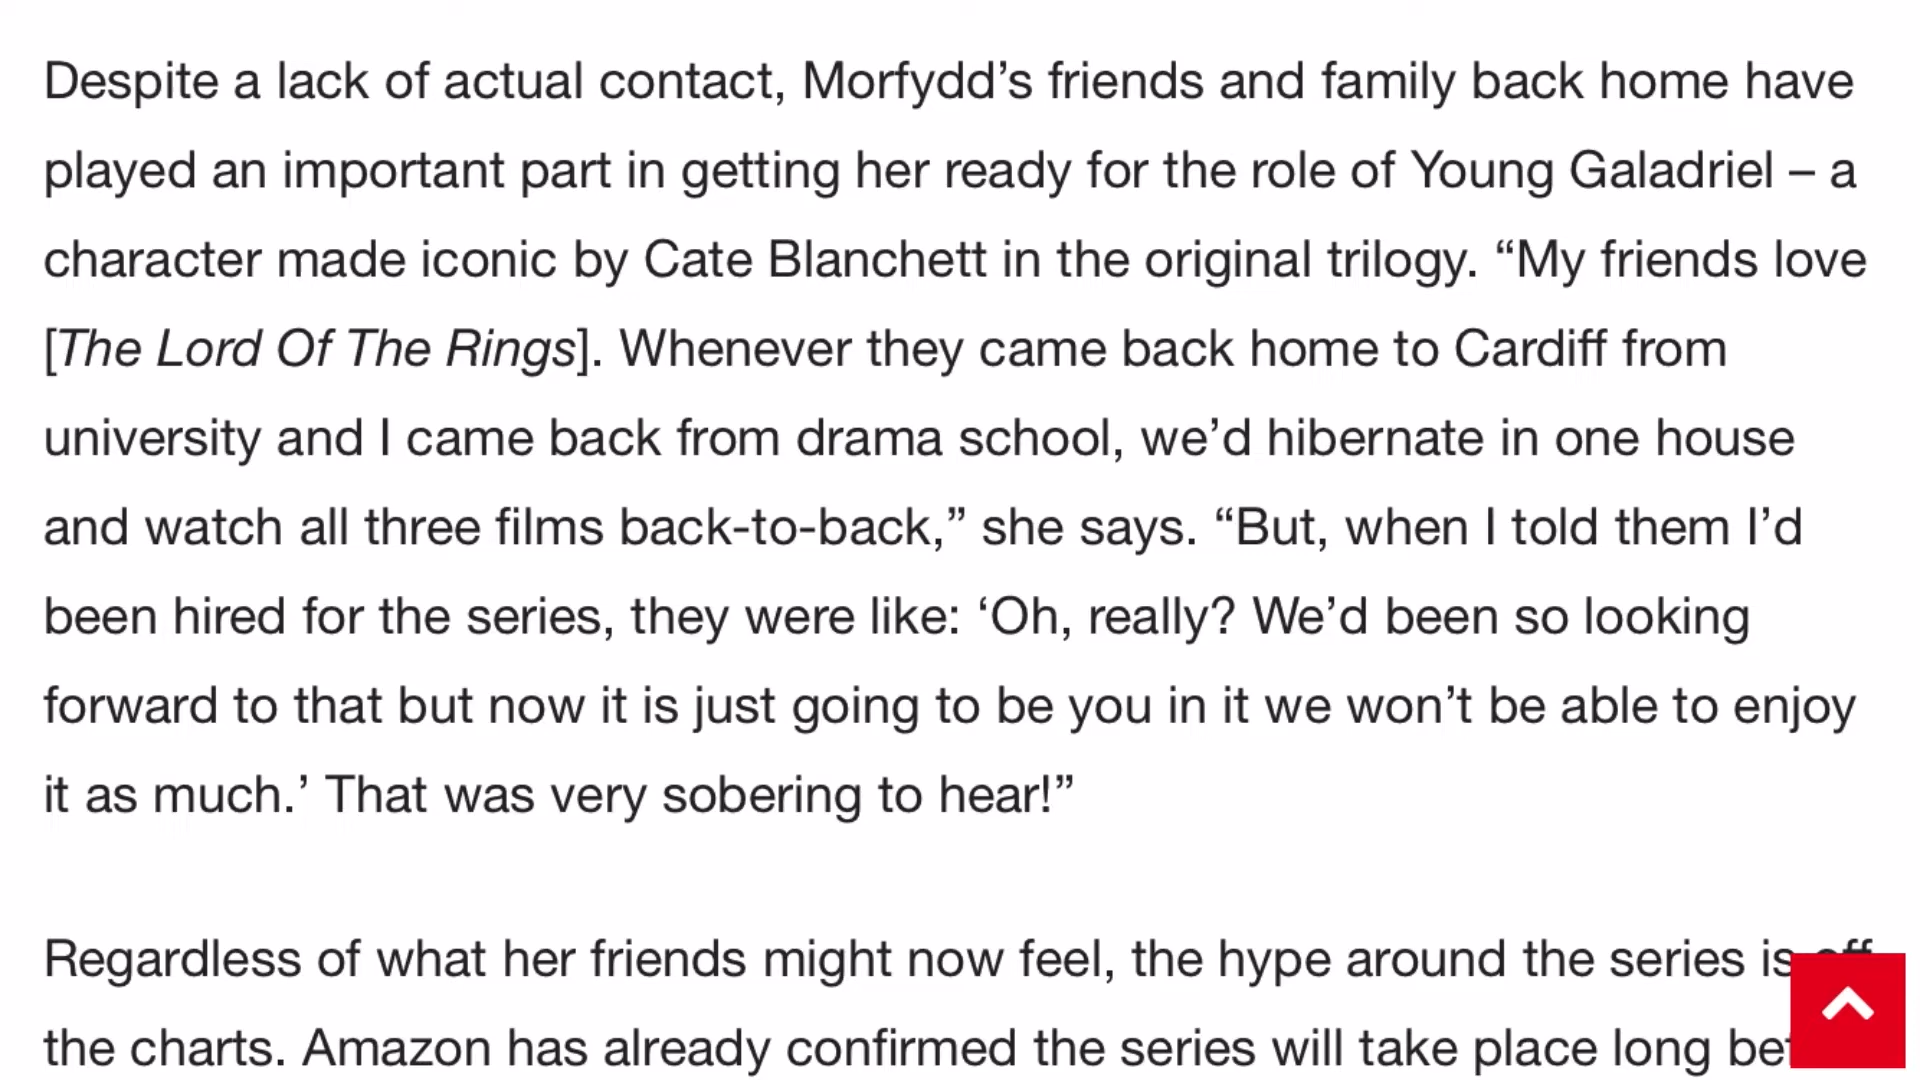 Despite a lack of actual contact, Morfydd’s friends and family back home have
played an important part in getting her ready for the role of Young Galadriel – a
character made iconic by Cate Blanchett in the original trilogy. “My friends love
[The Lord Of The Rings]. Whenever they came back home to Cardiff from
university and I came back from drama school, we’d hibernate in one house
and watch all three films back-to-back,” she says. “But, when I told them I’d
been hired for the series, they were like: ‘Oh, really? We’d been so looking
forward to that but now it is just going to be you in it we won’t be able to enjoy
it as much.’ That was very sobering to hear!”
Regardless of what her friends might now feel, the hype around the series is off
the charts. Amazon has already confirmed the series will take place long